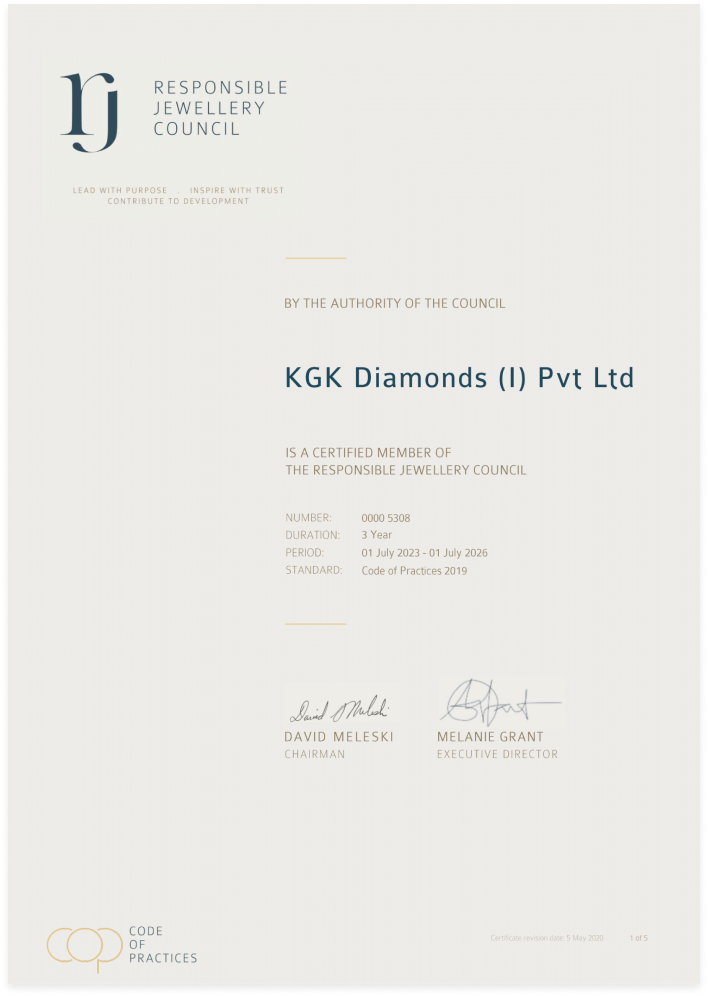 rj
RESPONSIBLE
JEWELLERY
COUNCIL
LEAD WITH PURPOSE . INSPIRE WITH TRUST
CONTRIBUTE TO DEVELOPMENT
BY THE AUTHORITY OF THE COUNCIL
KGK Diamonds (I) Pvt Ltd
IS A CERTIFIED MEMBER OF
THE RESPONSIBLE JEWELLERY COUNCIL
NUMBER: 0000 5308
DURATION: 3 Year
PERIOD: 01 July 2023 - 01 July 2026
STANDARD: Code of Practices 2019
David Meleski
DAVID MELESKI
CHAIRMAN
MELANIE GRANT
EXECUTIVE DIRECTOR
cop
CODE
OF
PRACTICES
Certificate revision date: 5 May 2020
1 of 5